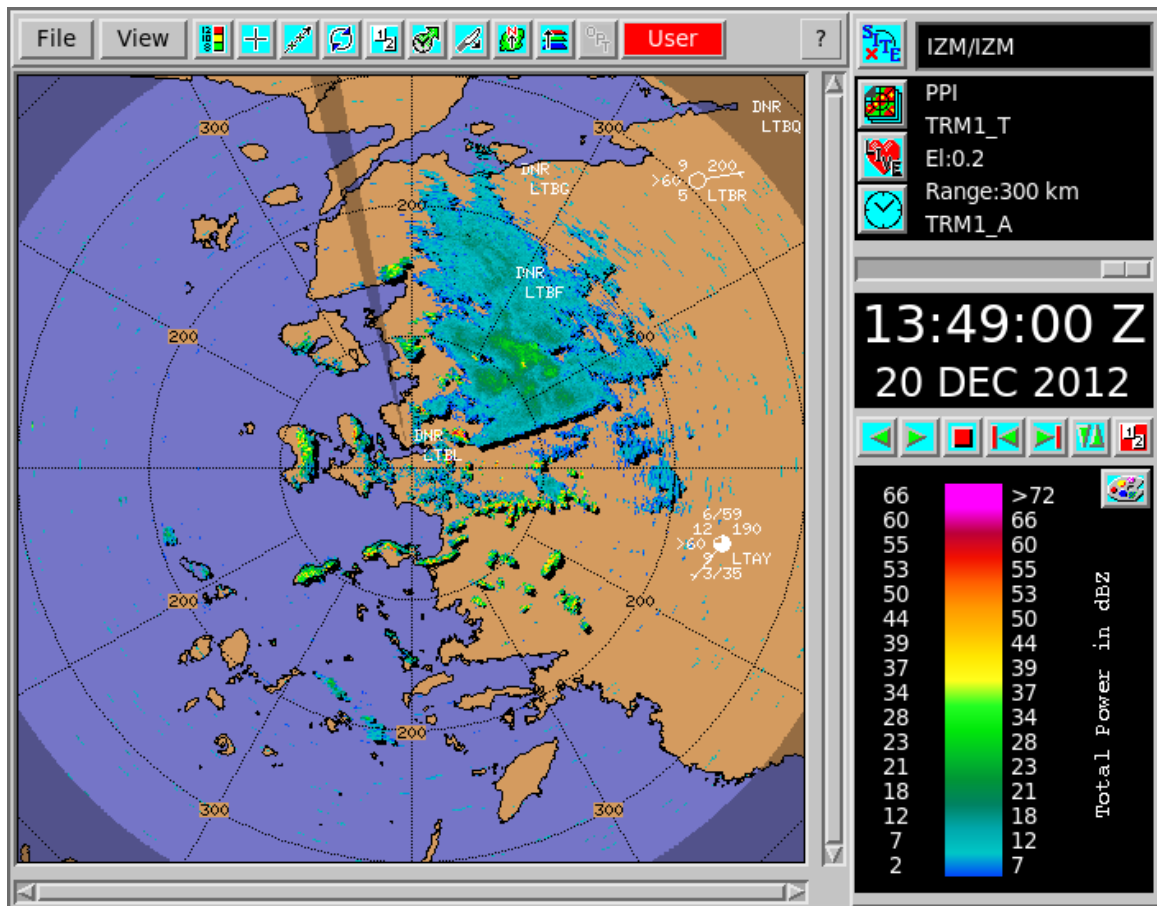 File View User ?
SITE
IZM/IZM
PPI
TRM1_T
El:0.2
Range:300 km
TRM1_A
LIVE
13:49:00 Z
20 DEC 2012
DNR
LTBQ
300
300
DNR
LTBG
9 200
>60
5 LTBR
200
DNR
LTBF
200
200
DNR
LTBL
6/59
12 190
>60
9 LTAY
/3/35
200
200
200
300
300
66 >72
60 66
55 60
53 55
50 53
44 50
39 44
37 39
34 37
28 34
23 28
21 23
18 21
12 18
7 12
2 7
Total Power in dBZ